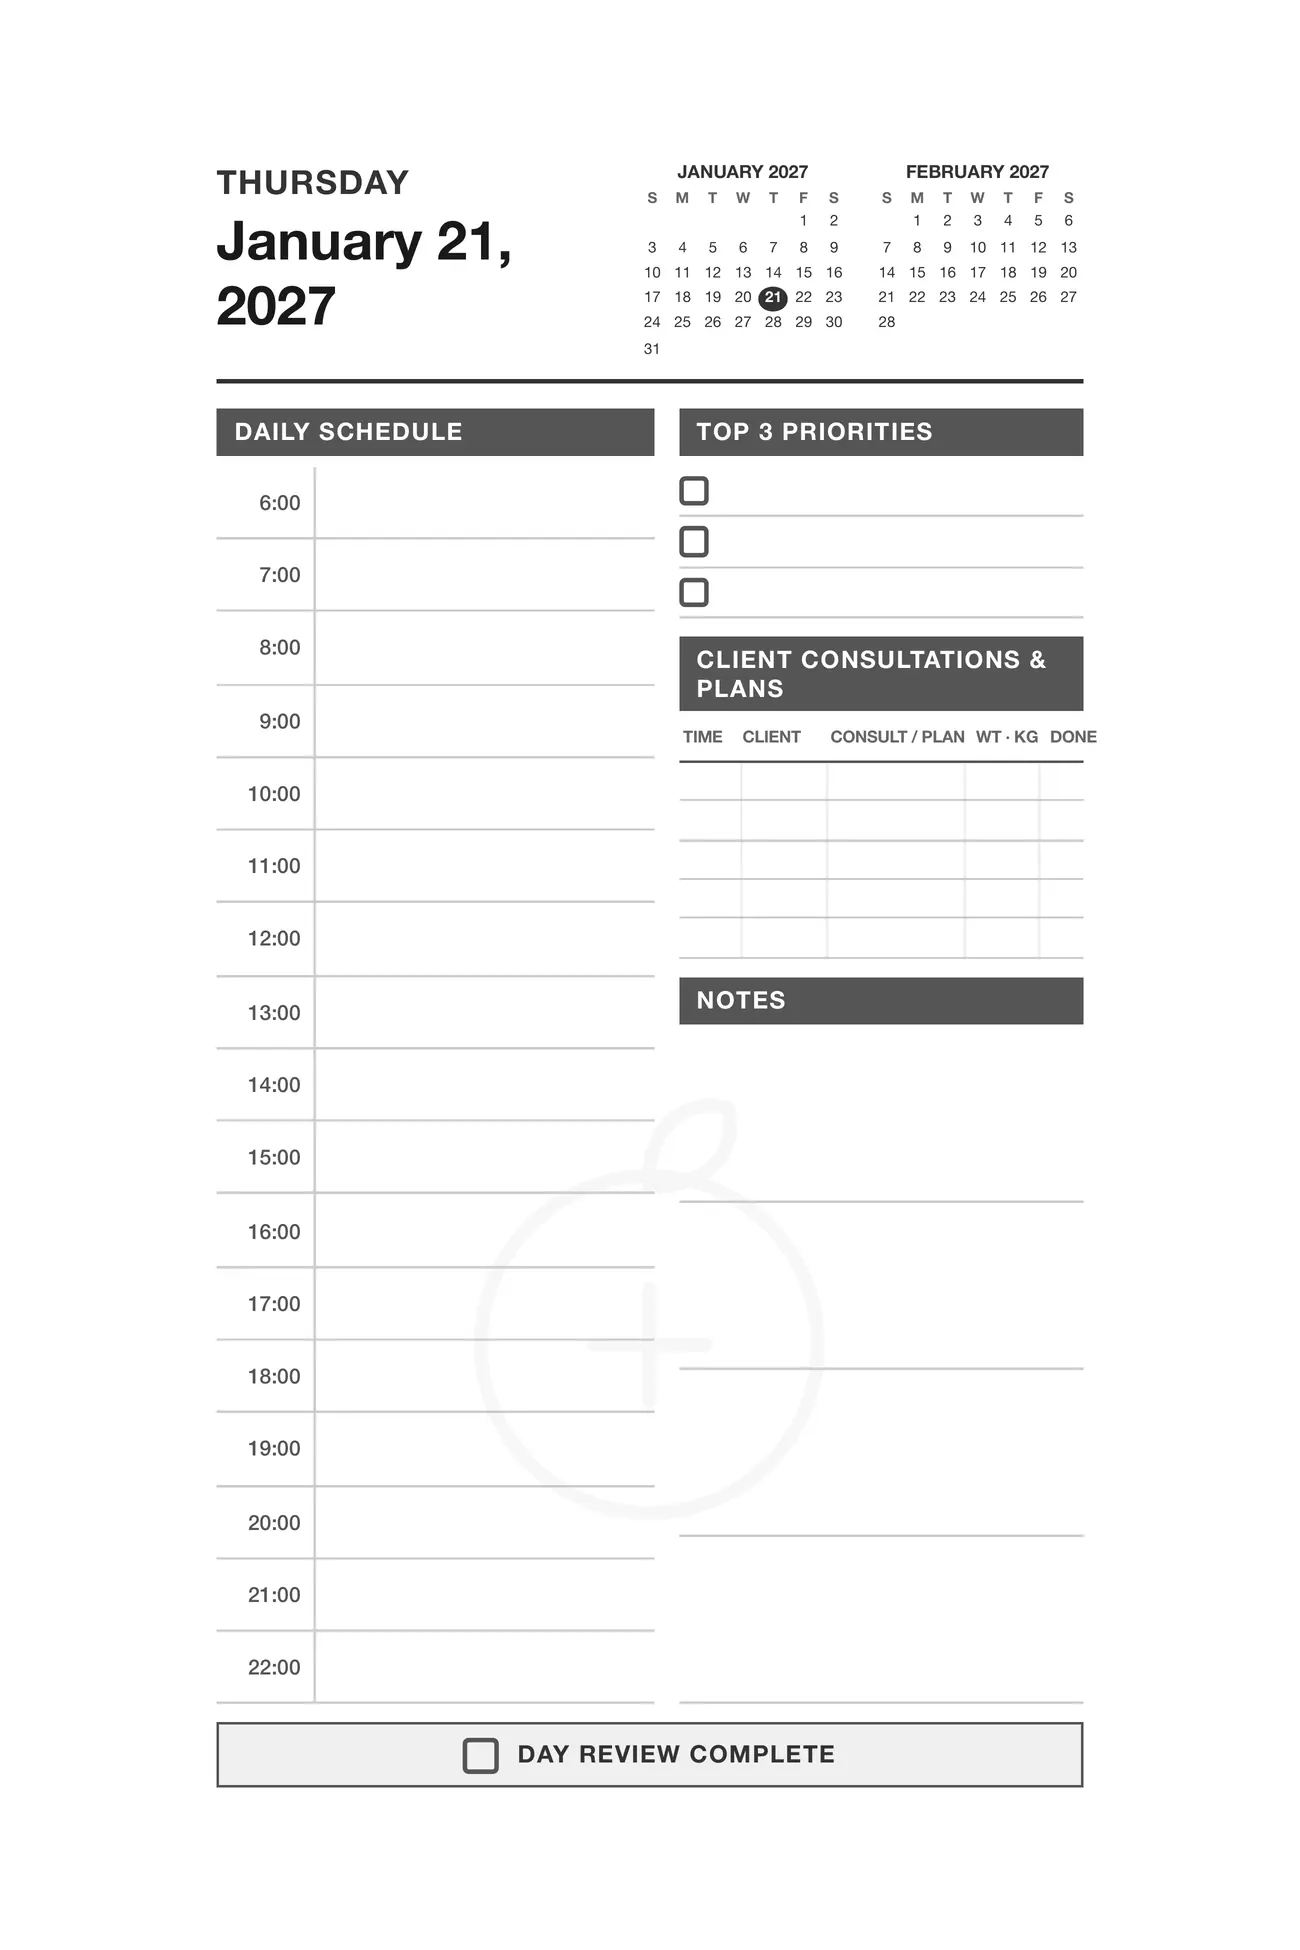 THURSDAY
January 21,
2027
JANUARY 2027
S M T W T F S
1 2
3 4 5 6 7 8 9
10 11 12 13 14 15 16
17 18 19 20 21 22 23
24 25 26 27 28 29 30
31
FEBRUARY 2027
S M T W T F S
1 2 3 4 5 6
7 8 9 10 11 12 13
14 15 16 17 18 19 20
21 22 23 24 25 26 27
28
DAILY SCHEDULE
6:00
7:00
8:00
9:00
10:00
11:00
12:00
13:00
14:00
15:00
16:00
17:00
18:00
19:00
20:00
21:00
22:00
TOP 3 PRIORITIES
CLIENT CONSULTATIONS &
PLANS
TIME CLIENT CONSULT / PLAN WT · KG DONE
NOTES
DAY REVIEW COMPLETE